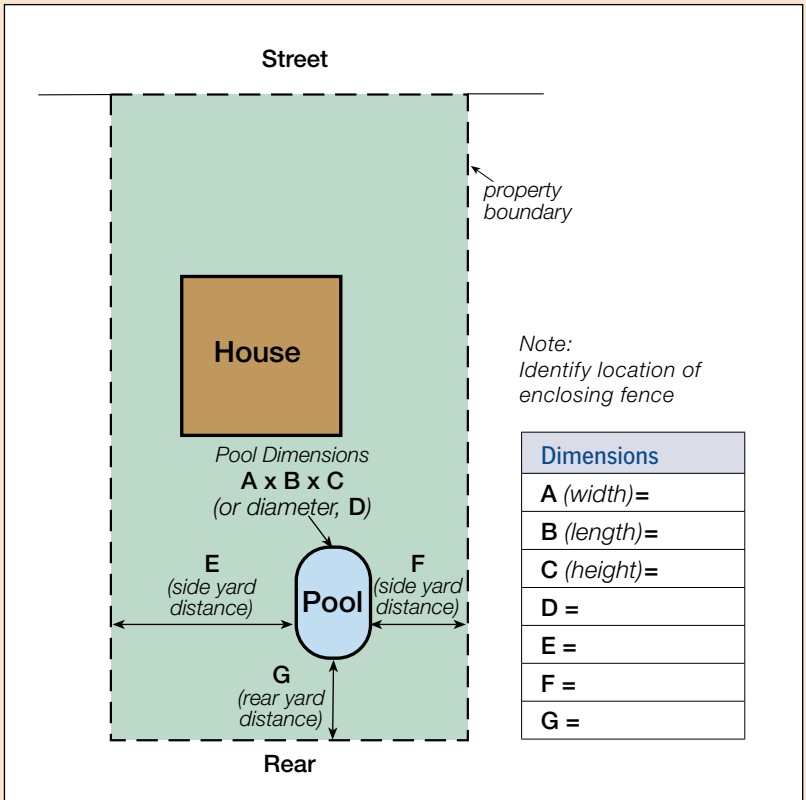 Street
property
boundary
House
Note:
Identify location of
enclosing fence
Pool Dimensions
A x B x C
(or diameter, D)
E
(side yard
distance)
F
(side yard
distance)
Pool
G
(rear yard
distance)
Rear
Dimensions
A (width)=
B (length)=
C (height)=
D =
E =
F =
G =